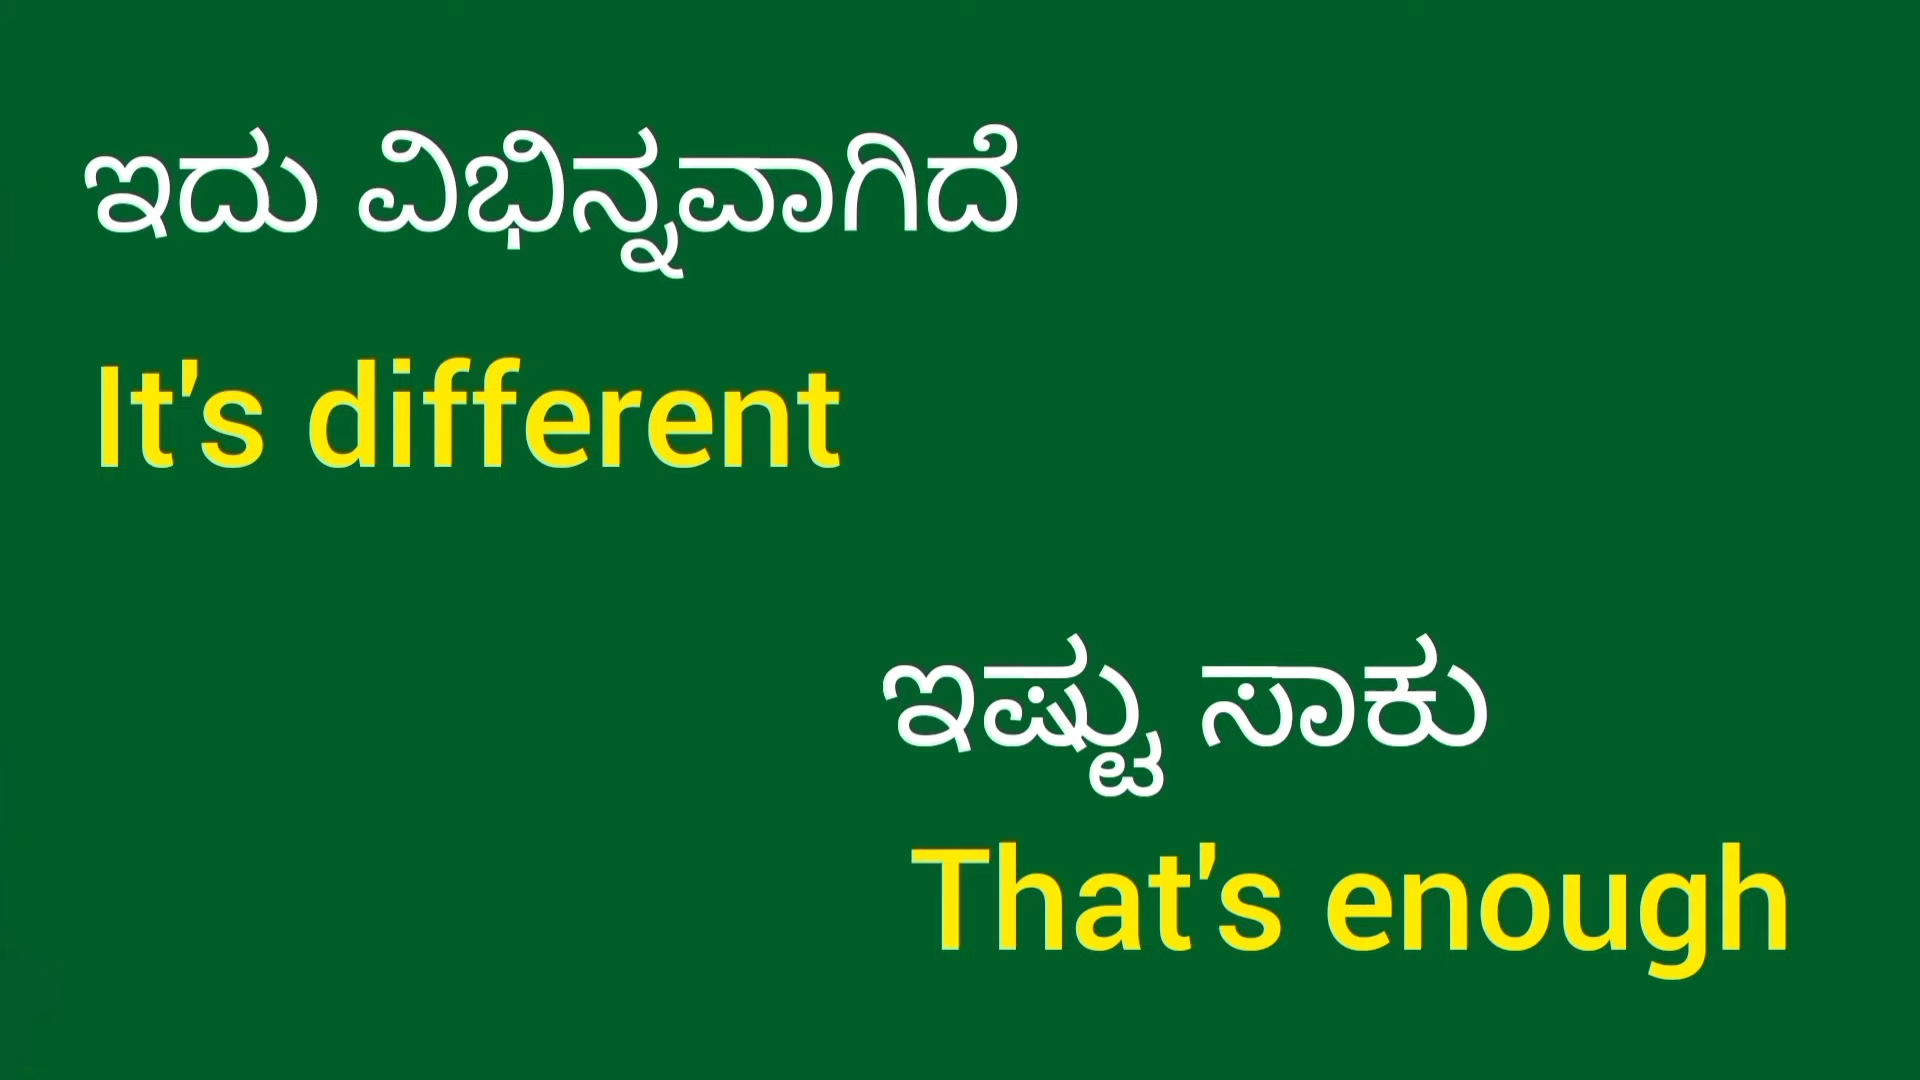 ಇದು ವಿಭಿನ್ನವಾಗಿದೆ
It's different
ಇಷ್ಟು ಸಾಕು
That's enough